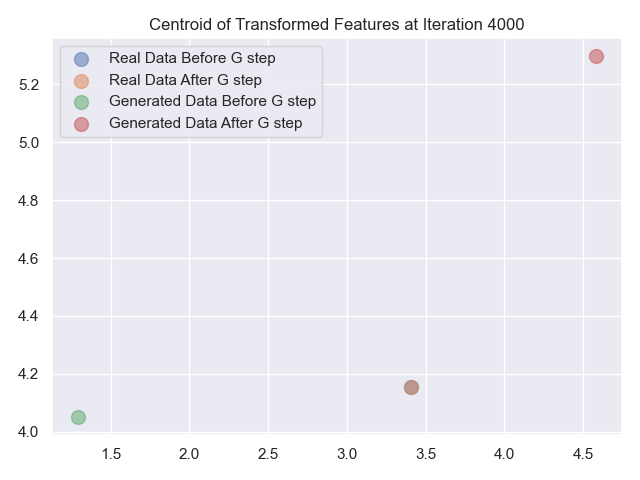 Centroid of Transformed Features at Iteration 4000
Real Data Before G step
Real Data After G step
Generated Data Before G step
Generated Data After G step
5.2
5.0
4.8
4.6
4.4
4.2
4.0
1.5 2.0 2.5 3.0 3.5 4.0 4.5